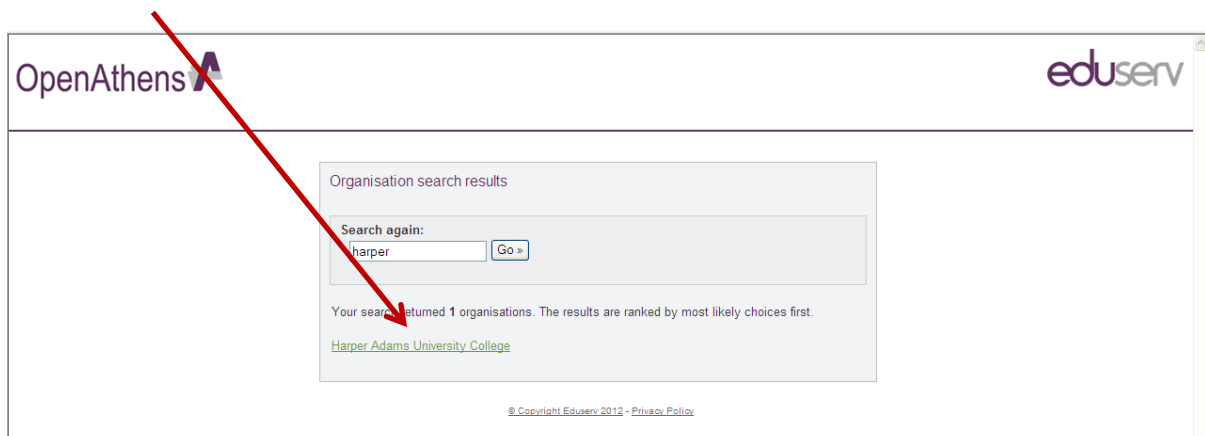 OpenAthens
eduserv
Organisation search results
Search again:
harper
Go »
Your search returned 1 organisations. The results are ranked by most likely choices first.
Harper Adams University College
© Copyright Eduserv 2012 - Privacy Policy